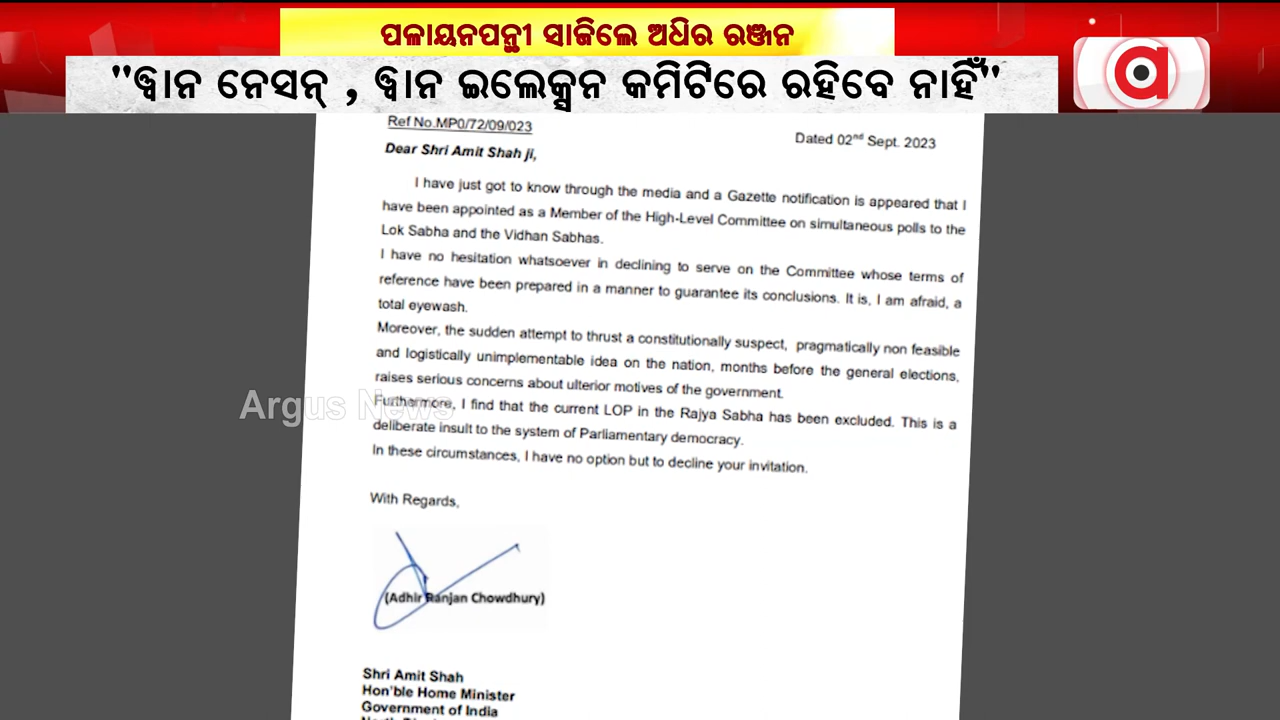 ପଳାୟନପନ୍ଥୀ ସାଜିଲେ ଅଧିର ରଞ୍ଜନ
"ୱାନ ନେସନ୍ , ୱାନ ଇଲେକ୍ସନ କମିଟିରେ ରହିବେ ନାହିଁ"
a
Ref No.MP0/72/09/023
Dated 02nd Sept. 2023
Dear Shri Amit Shah ji,
I have just got to know through the media and a Gazette notification is appeared that I
have been appointed as a Member of the High-Level Committee on simultaneous polls to the
Lok Sabha and the Vidhan Sabhas.
I have no hesitation whatsoever in declining to serve on the Committee whose terms of
reference have been prepared in a manner to guarantee its conclusions. It is, I am afraid, a
total eyewash.
Moreover, the sudden attempt to thrust a constitutionally suspect, pragmatically non feasible
and logistically unimplementable idea on the nation, months before the general elections,
raises serious concerns about ulterior motives of the government.
Furthermore, I find that the current LOP in the Rajya Sabha has been excluded. This is a
deliberate insult to the system of Parliamentary democracy.
In these circumstances, I have no option but to decline your invitation.
Argus News
With Regards,
(Adhir Ranjan Chowdhury)
Shri Amit Shah
Hon'ble Home Minister
Government of India